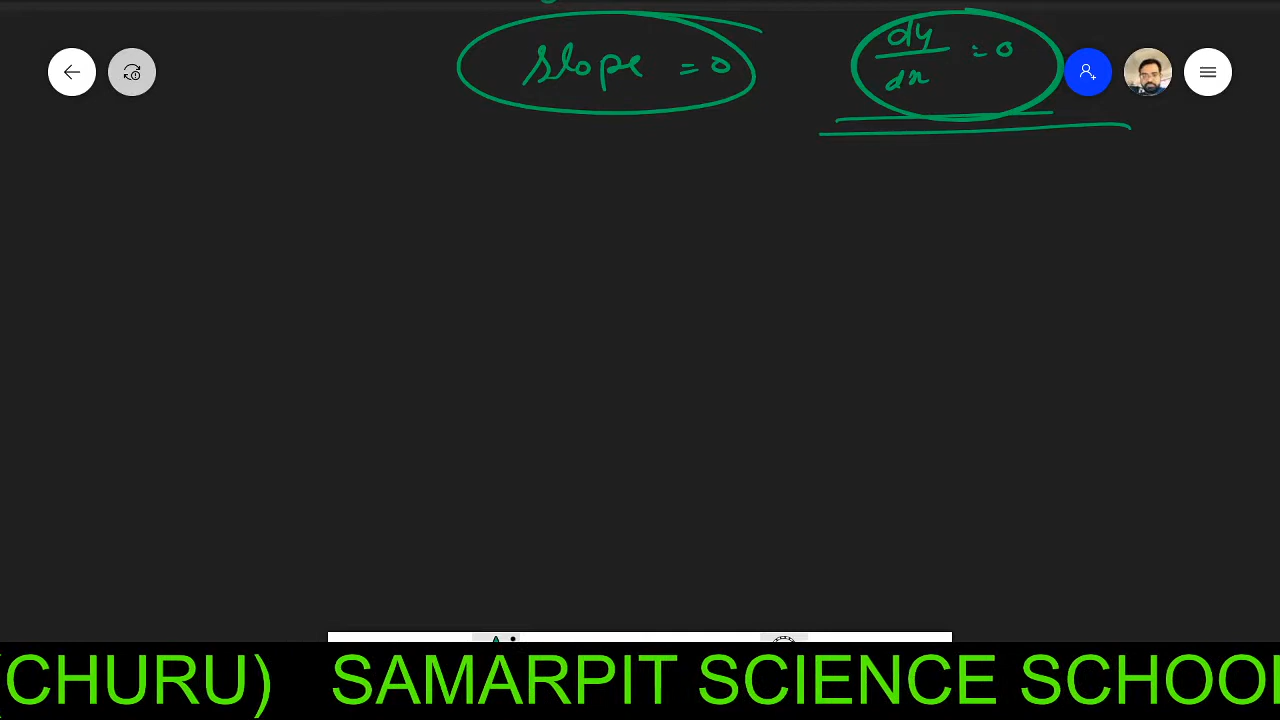 slope = 0
dy/dx = 0
(CHURU) SAMARPIT SCIENCE SCHOO